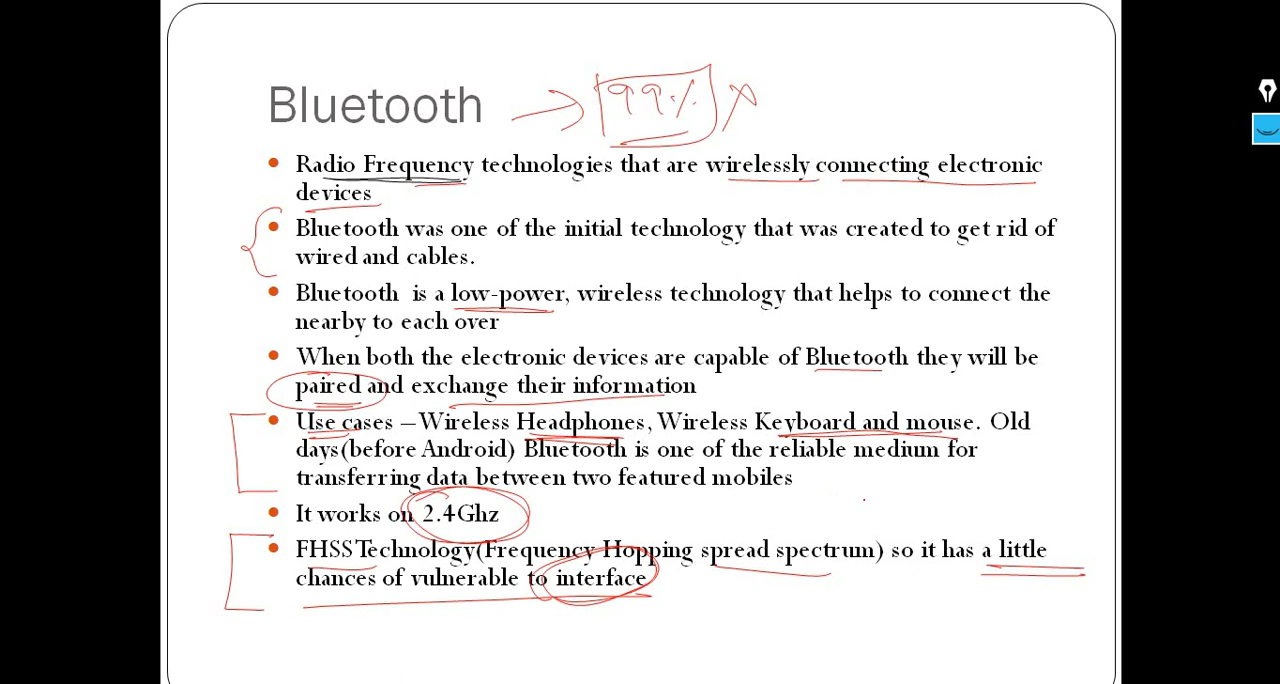 Bluetooth 99%
Radio Frequency technologies that are wirelessly connecting electronic
devices
Bluetooth was one of the initial technology that was created to get rid of
wired and cables.
Bluetooth is a low-power, wireless technology that helps to connect the
nearby to each over
When both the electronic devices are capable of Bluetooth they will be
paired and exchange their information
Use cases –Wireless Headphones, Wireless Keyboard and mouse. Old
days(before Android) Bluetooth is one of the reliable medium for
transferring data between two featured mobiles
It works on 2.4Ghz
FHSS Technology(Frequency Hopping spread spectrum) so it has a little
chances of vulnerable to interface